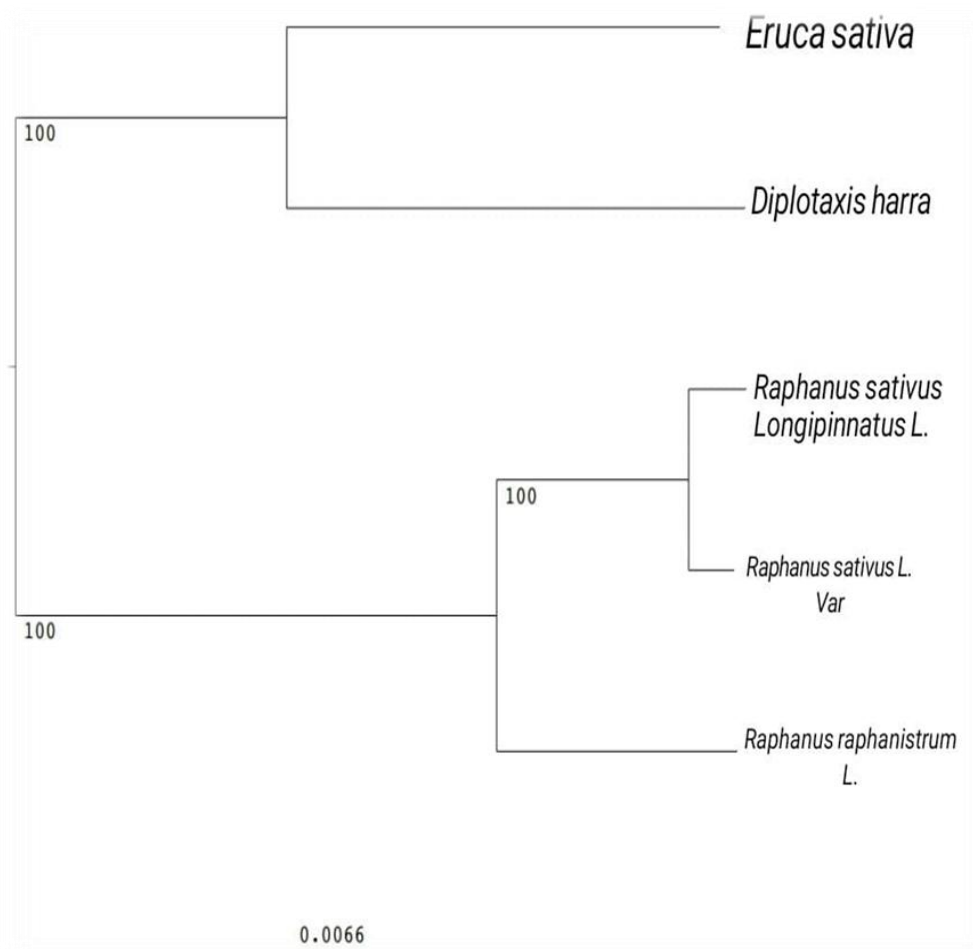 Eruca sativa
100
Diplotaxis harra
Raphanus sativus
Longipinnatus L.
100
Raphanus sativus L.
Var
100
Raphanus raphanistrum
L.
0.0066